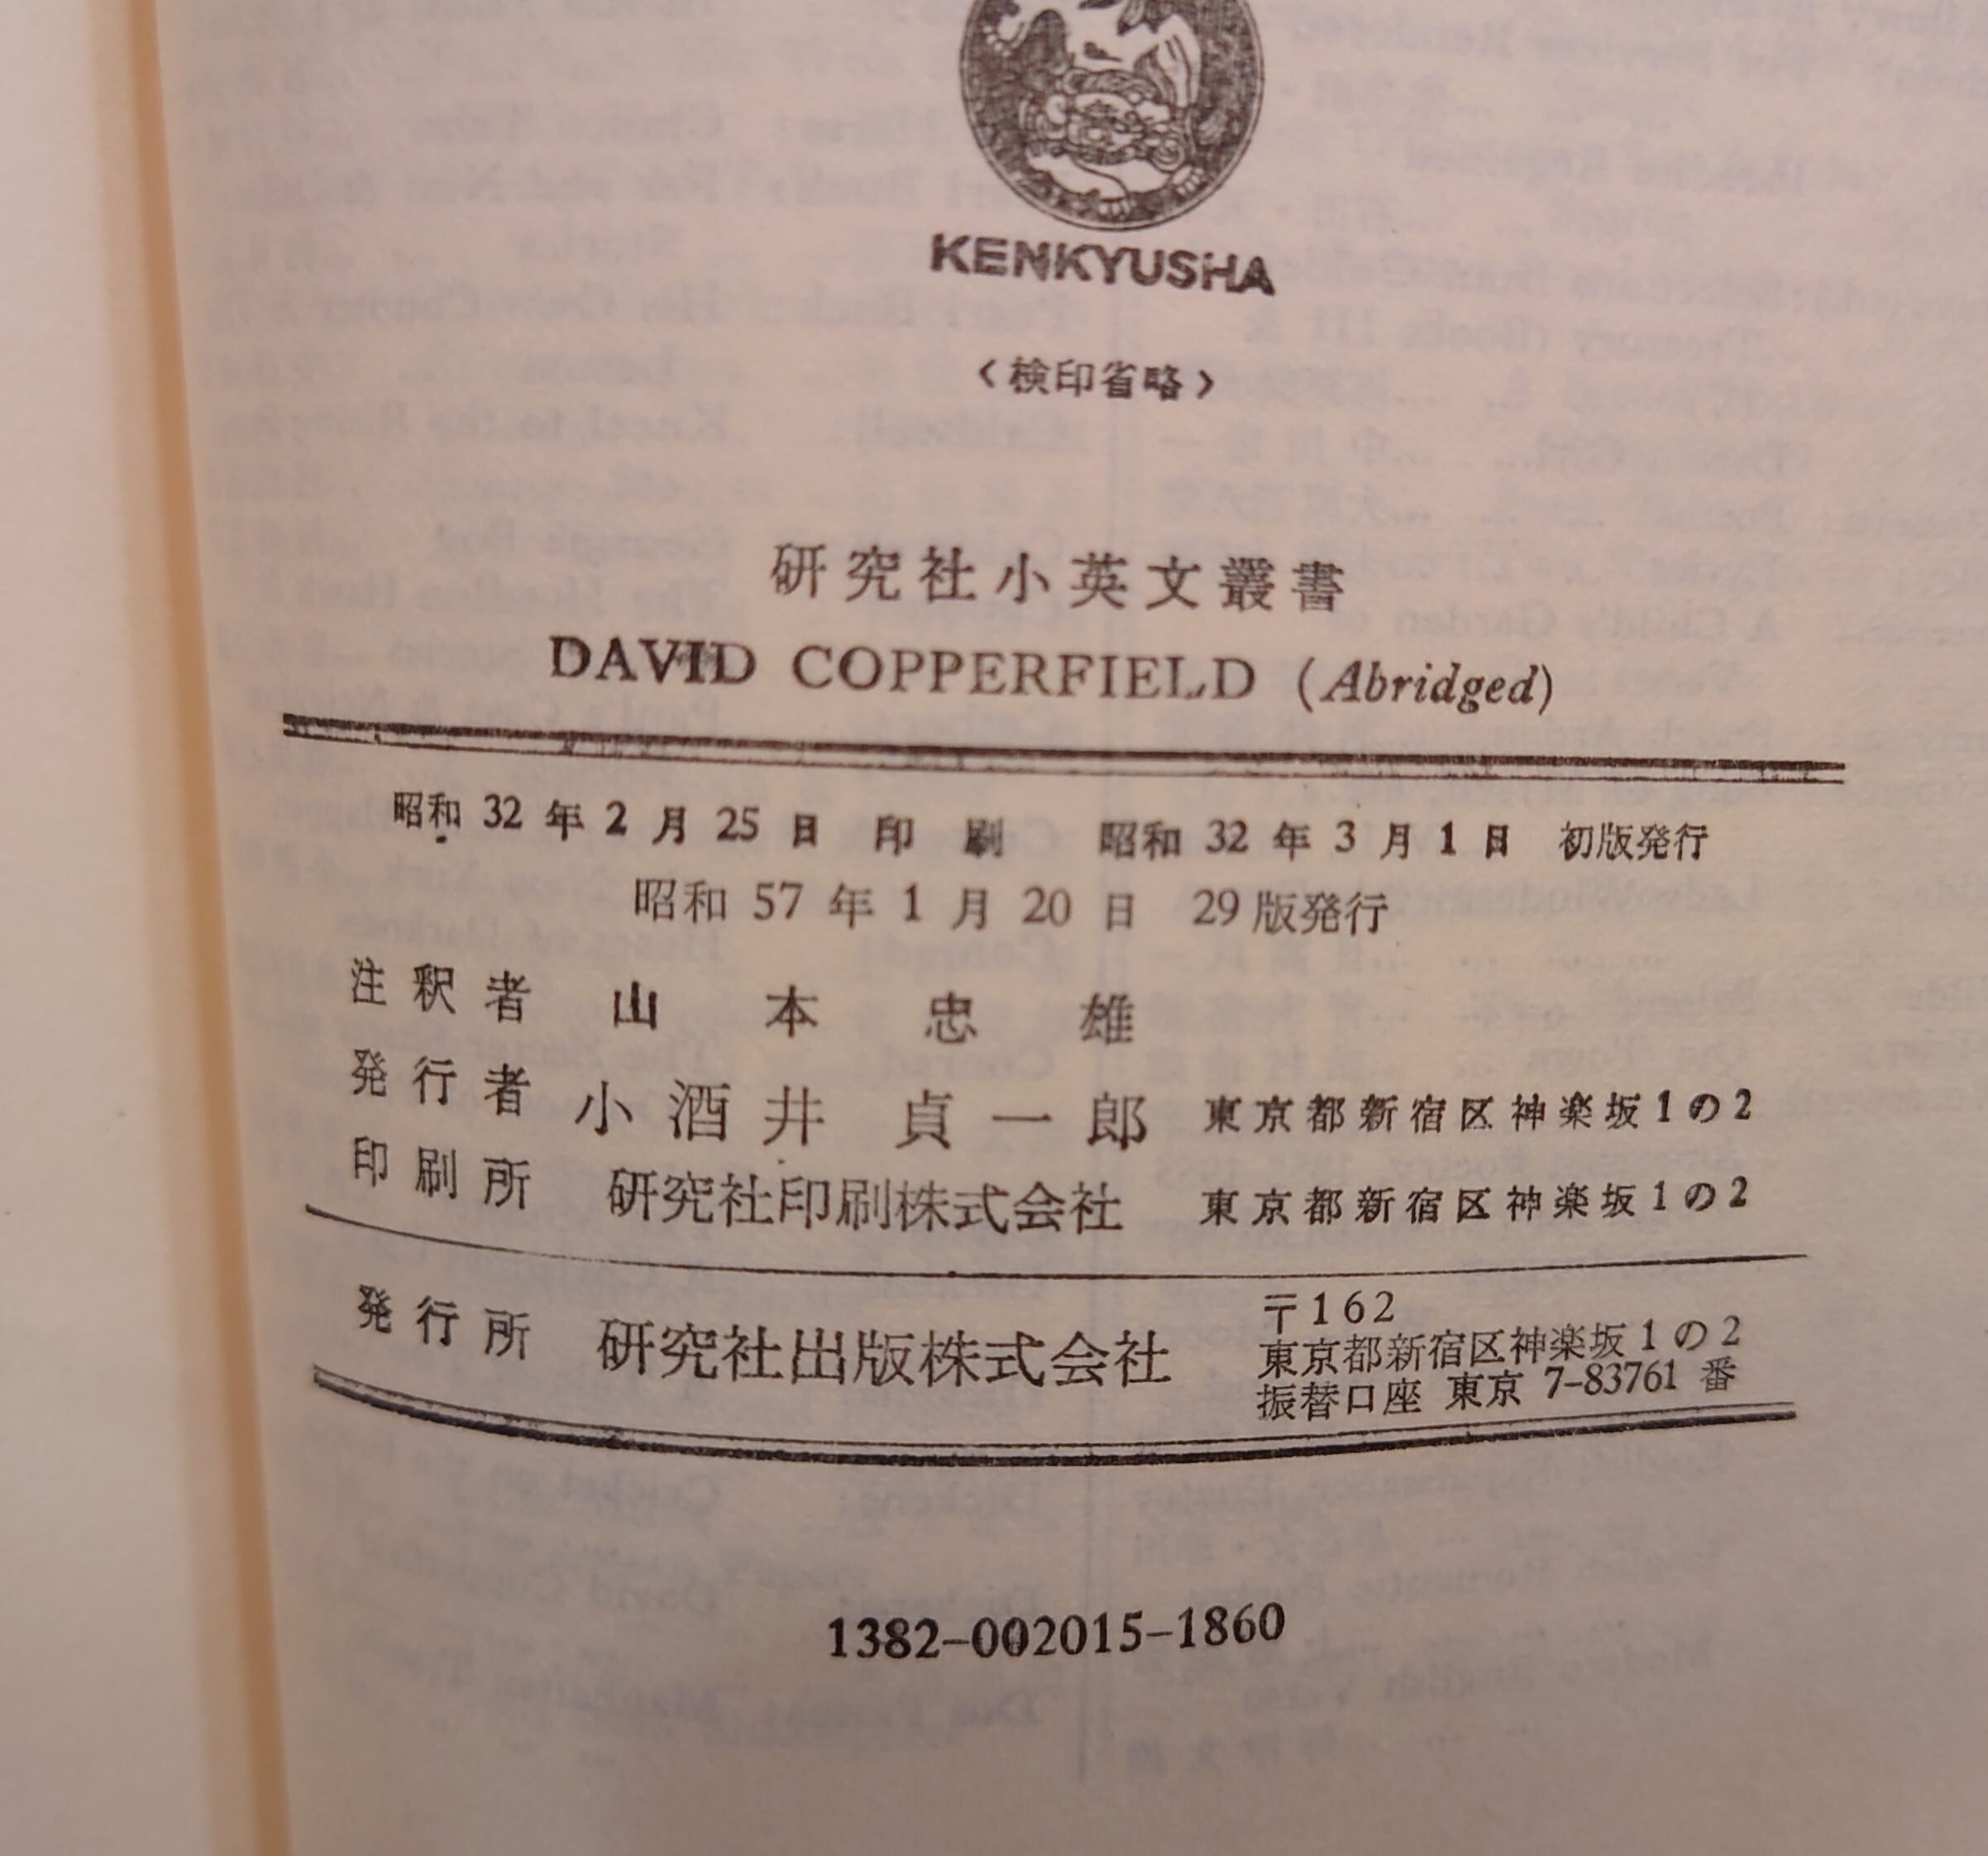 KENKYUSHA
〈検印省略〉
研究社小英文叢書
DAVID COPPERFIELD (Abridged)
昭和 32 年 2 月 25 日 印 刷 昭和 32 年 3 月 1 日 初版発行
昭和 57 年 1 月 20 日 29 版発行
注釈者 山本忠雄
発行者 小酒井 貞一郎 東京都新宿区神楽坂1の2
印刷所 研究社印刷株式会社 東京都新宿区神楽坂1の2
発行所 研究社出版株式会社
〒162
東京都新宿区神楽坂1の2
振替口座 東京 7-83761 番
1382-002015-1860